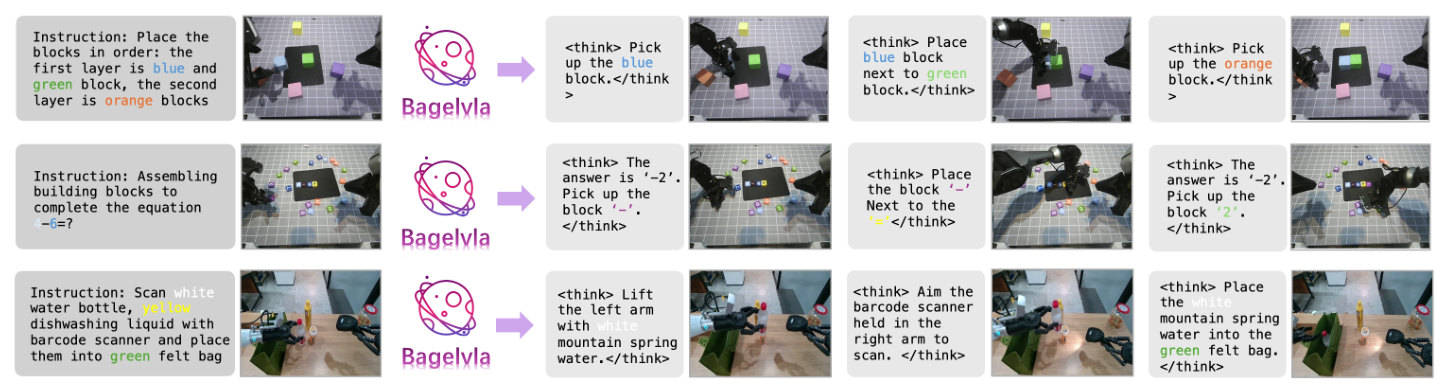 Instruction: Place the
blocks in order: the
first layer is blue and
green block, the second
layer is orange blocks
Bagelvla
<think> Pick
up the blue
block.</think
>
<think> Place
blue block
next to green
block.</think>
<think> Pick
up the orange
block.</think
>
Instruction: Assembling
building blocks to
complete the equation
4-6=?
Bagelvla
<think> The
answer is ‘-2’.
Pick up the
block ‘-’.
</think>
<think> Place
the block ‘-’
Next to the
‘=’</think>
<think> The
answer is ‘-2’.
Pick up the
block ‘2’.
</think>
Instruction: Scan white
water bottle, yellow
dishwashing liquid with
barcode scanner and place
them into green felt bag
Bagelvla
<think> Lift
the left arm
with white
mountain spring
water.</think>
<think> Aim the
barcode scanner
held in the
right arm to
scan. </think>
<think> Place
the white
mountain spring
water into the
green felt bag.
</think>